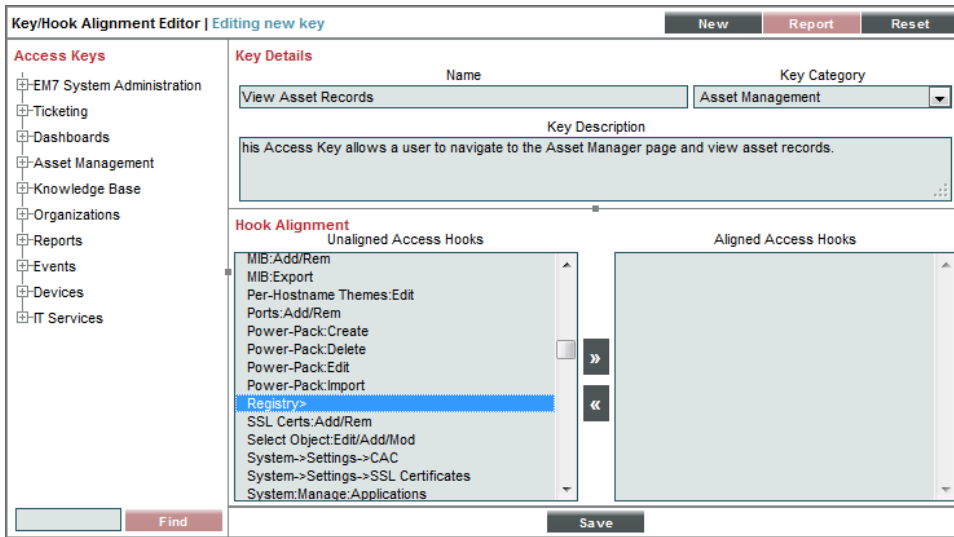 Key/Hook Alignment Editor | Editing new key
New
Report
Reset
Access Keys
EM7 System Administration
Ticketing
Dashboards
Asset Management
Knowledge Base
Organizations
Reports
Events
Devices
IT Services
Find
Key Details
Name
Key Category
View Asset Records
Asset Management
Key Description
his Access Key allows a user to navigate to the Asset Manager page and view asset records.
Hook Alignment
Unaligned Access Hooks
Aligned Access Hooks
MIB:Add/Rem
MIB:Export
Per-Hostname Themes:Edit
Ports:Add/Rem
Power-Pack:Create
Power-Pack:Delete
Power-Pack:Edit
Power-Pack:Import
Registry>
SSL Certs:Add/Rem
Select Object:Edit/Add/Mod
System->Settings->CAC
System->Settings->SSL Certificates
System:Manage:Applications
»
«
Save